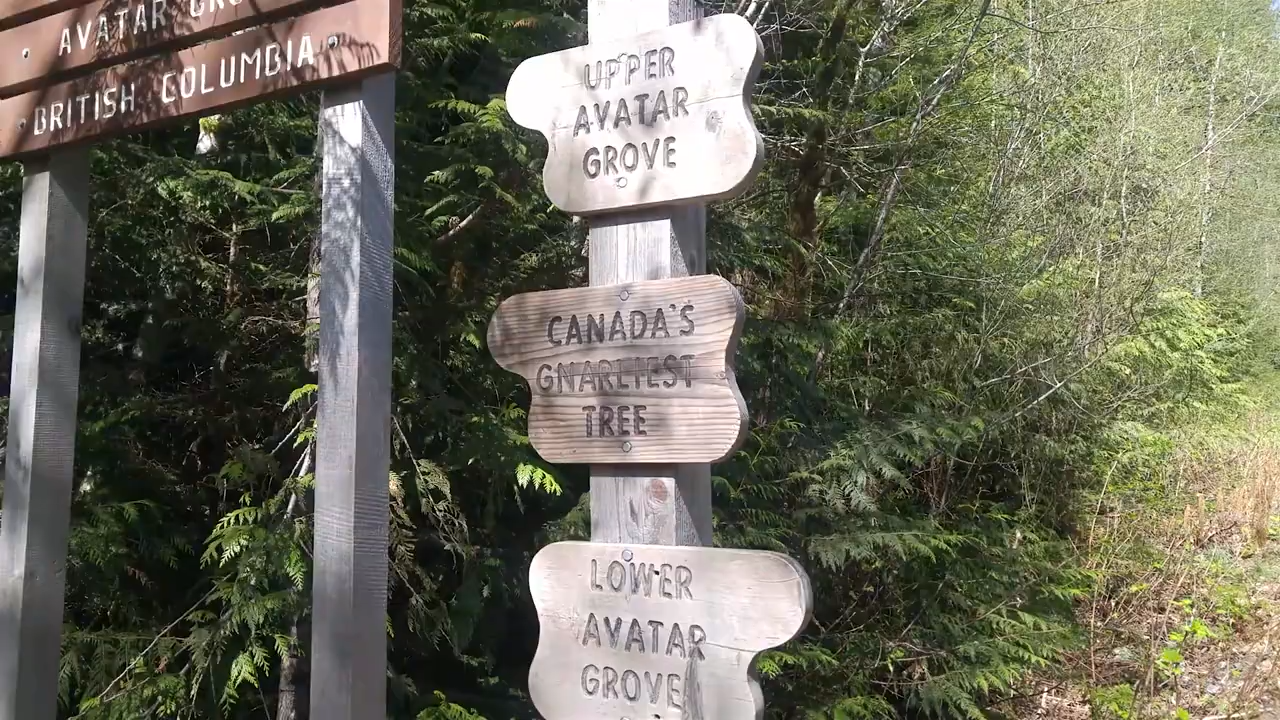 AVATAR
BRITISH COLUMBIA
UPPER
AVATAR
GROVE
CANADA'S
GNARLIEST
TREE
LOWER
AVATAR
GROVE